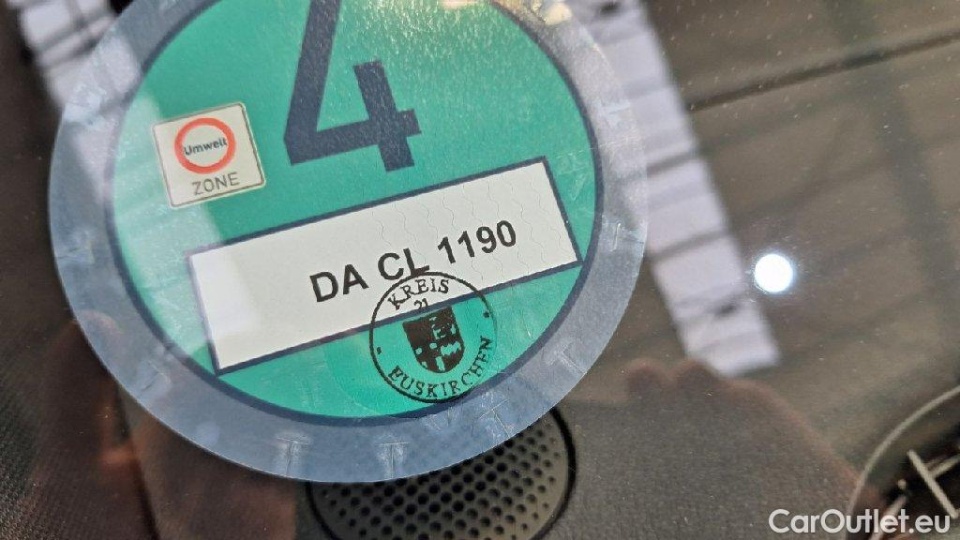 4
Umwelt
ZONE
DA CL 1190
KREIS
21
EUSKIRCHEN
CarOutlet.eu